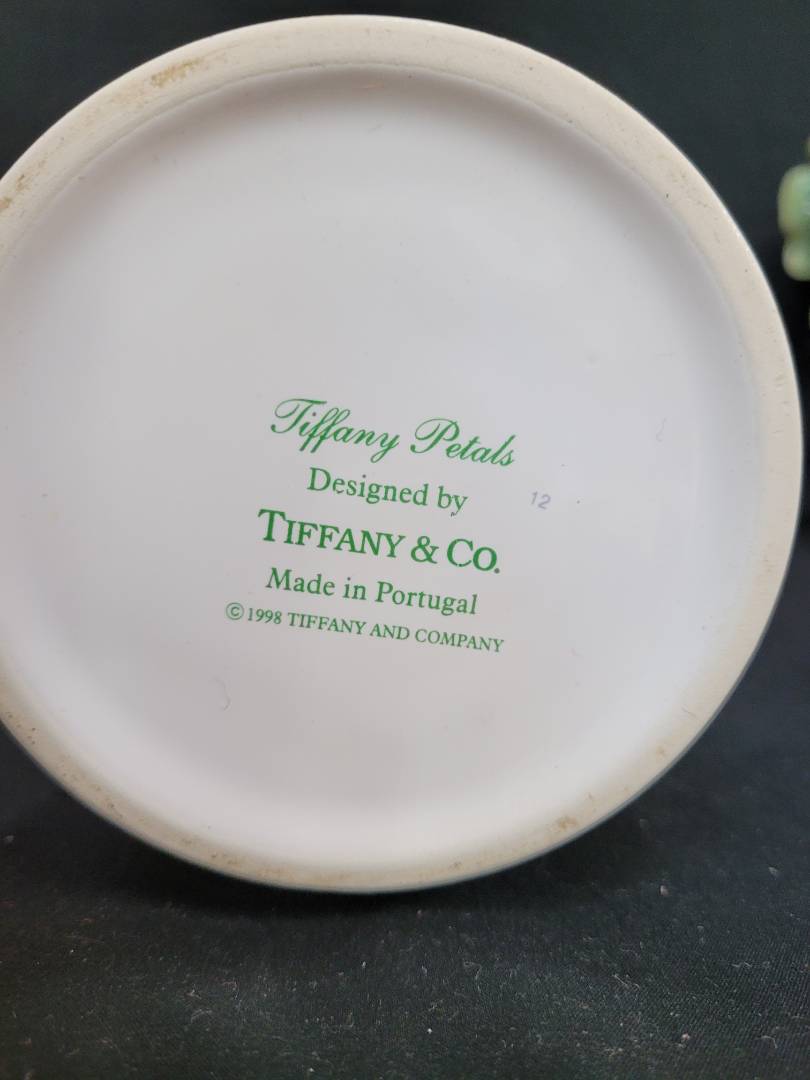 Tiffany Petals
Designed by
12
TIFFANY & CO.
Made in Portugal
©1998 TIFFANY AND COMPANY